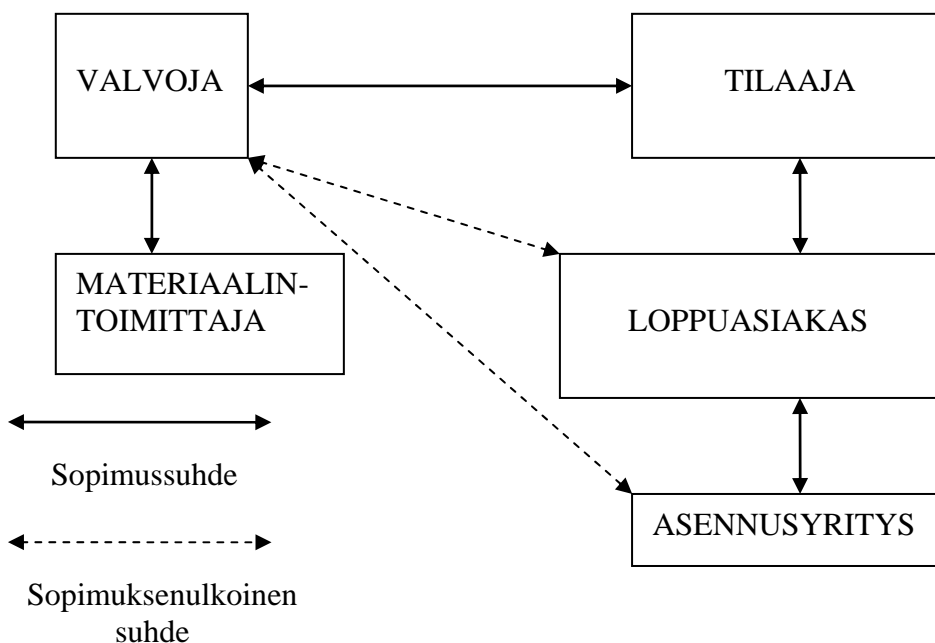 VALVOJA
TILAAJA
MATERIAALIN-
TOIMITTAJA
LOPPUASIAKAS
Sopimussuhde
ASENNUSYRITYS
Sopimuksenulkoinen
suhde